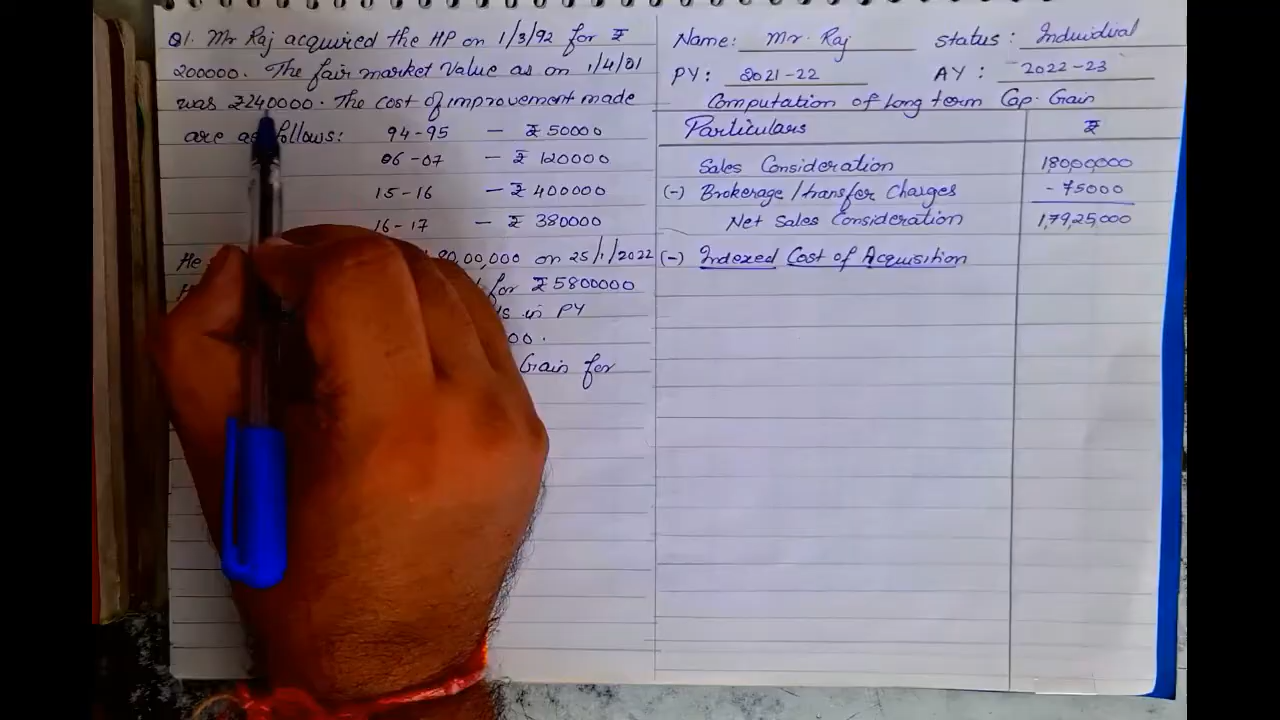 Q1. Mr Raj acquired the HP on 1/3/92 for ₹
200000. The fair market Value as on 1/4/01
was ₹240000. The cost of improvement made
are as follows: 94-95 - ₹ 50000
06-07 - ₹ 120000
15-16 - ₹ 400000
16-17 - ₹ 380000
He 00,000 on 25/1/2022
for ₹ 5800000
in PY
00.
Gain for
Name: Mr. Raj Status: Individual
PY: 2021-22 AY: 2022-23
Computation of Long term Cap. Gain
Particulars ₹
Sales Consideration 18,000,000
(-) Brokerage / transfer Charges - 75000
Net Sales Consideration 1,79,25,000
(-) Indexed Cost of Acquisition